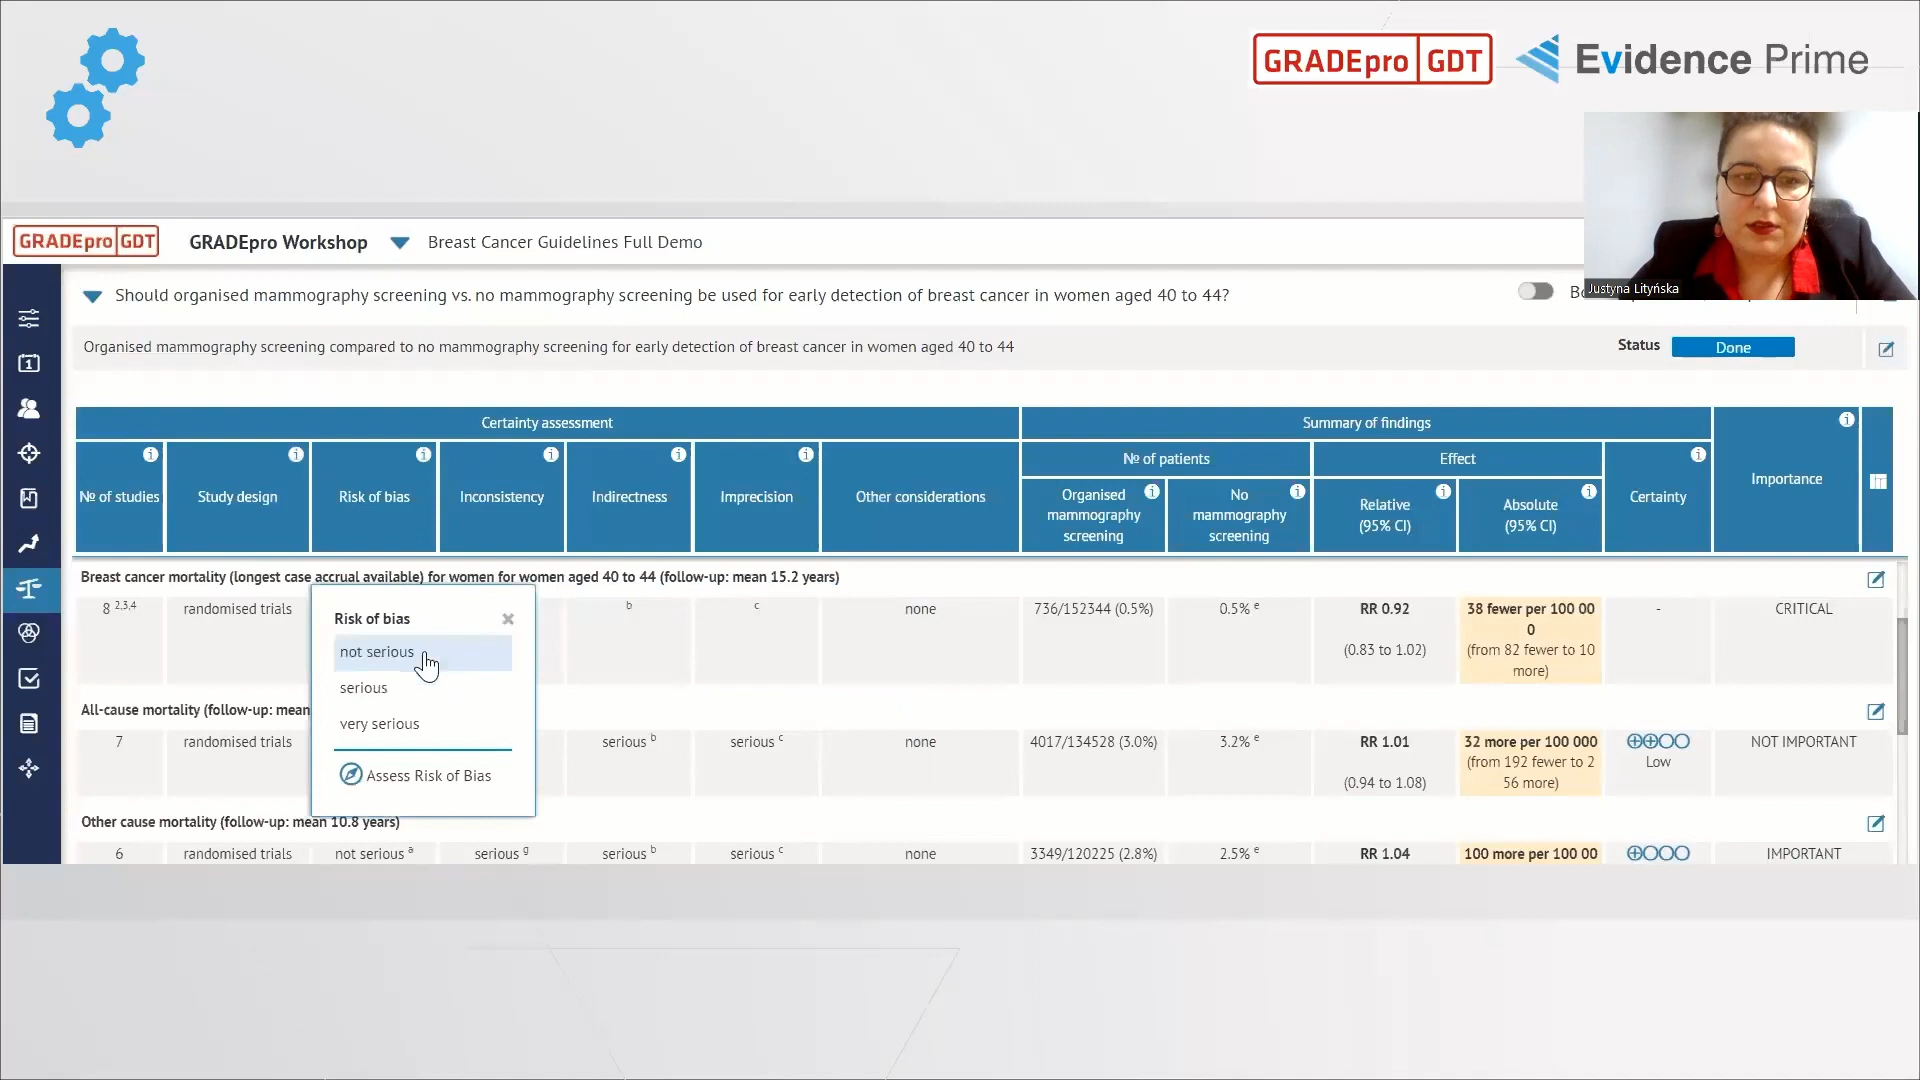 GRADEpro GDT
Evidence Prime
Justyna Lityńska
GRADEpro GDT
GRADEpro Workshop
Breast Cancer Guidelines Full Demo
Should organised mammography screening vs. no mammography screening be used for early detection of breast cancer in women aged 40 to 44?
Organised mammography screening compared to no mammography screening for early detection of breast cancer in women aged 40 to 44
Status
Done
Certainty assessment
Summary of findings
Importance
№ of studies
Study design
Risk of bias
Inconsistency
Indirectness
Imprecision
Other considerations
№ of patients
Effect
Certainty
Organised
mammography
screening
No
mammography
screening
Relative
(95% CI)
Absolute
(95% CI)
Breast cancer mortality (longest case accrual available) for women for women aged 40 to 44 (follow-up: mean 15.2 years)
8 2,3,4
randomised trials
b
c
none
736/152344 (0.5%)
0.5% e
RR 0.92
(0.83 to 1.02)
38 fewer per 100 00
0
(from 82 fewer to 10
more)
-
CRITICAL
Risk of bias
not serious
serious
very serious
Assess Risk of Bias
All-cause mortality (follow-up: mean
7
randomised trials
serious b
serious c
none
4017/134528 (3.0%)
3.2% e
RR 1.01
(0.94 to 1.08)
32 more per 100 000
(from 192 fewer to 2
56 more)
Low
NOT IMPORTANT
Other cause mortality (follow-up: mean 10.8 years)
6
randomised trials
not serious a
serious g
serious b
serious c
none
3349/120225 (2.8%)
2.5% e
RR 1.04
100 more per 100 00
IMPORTANT